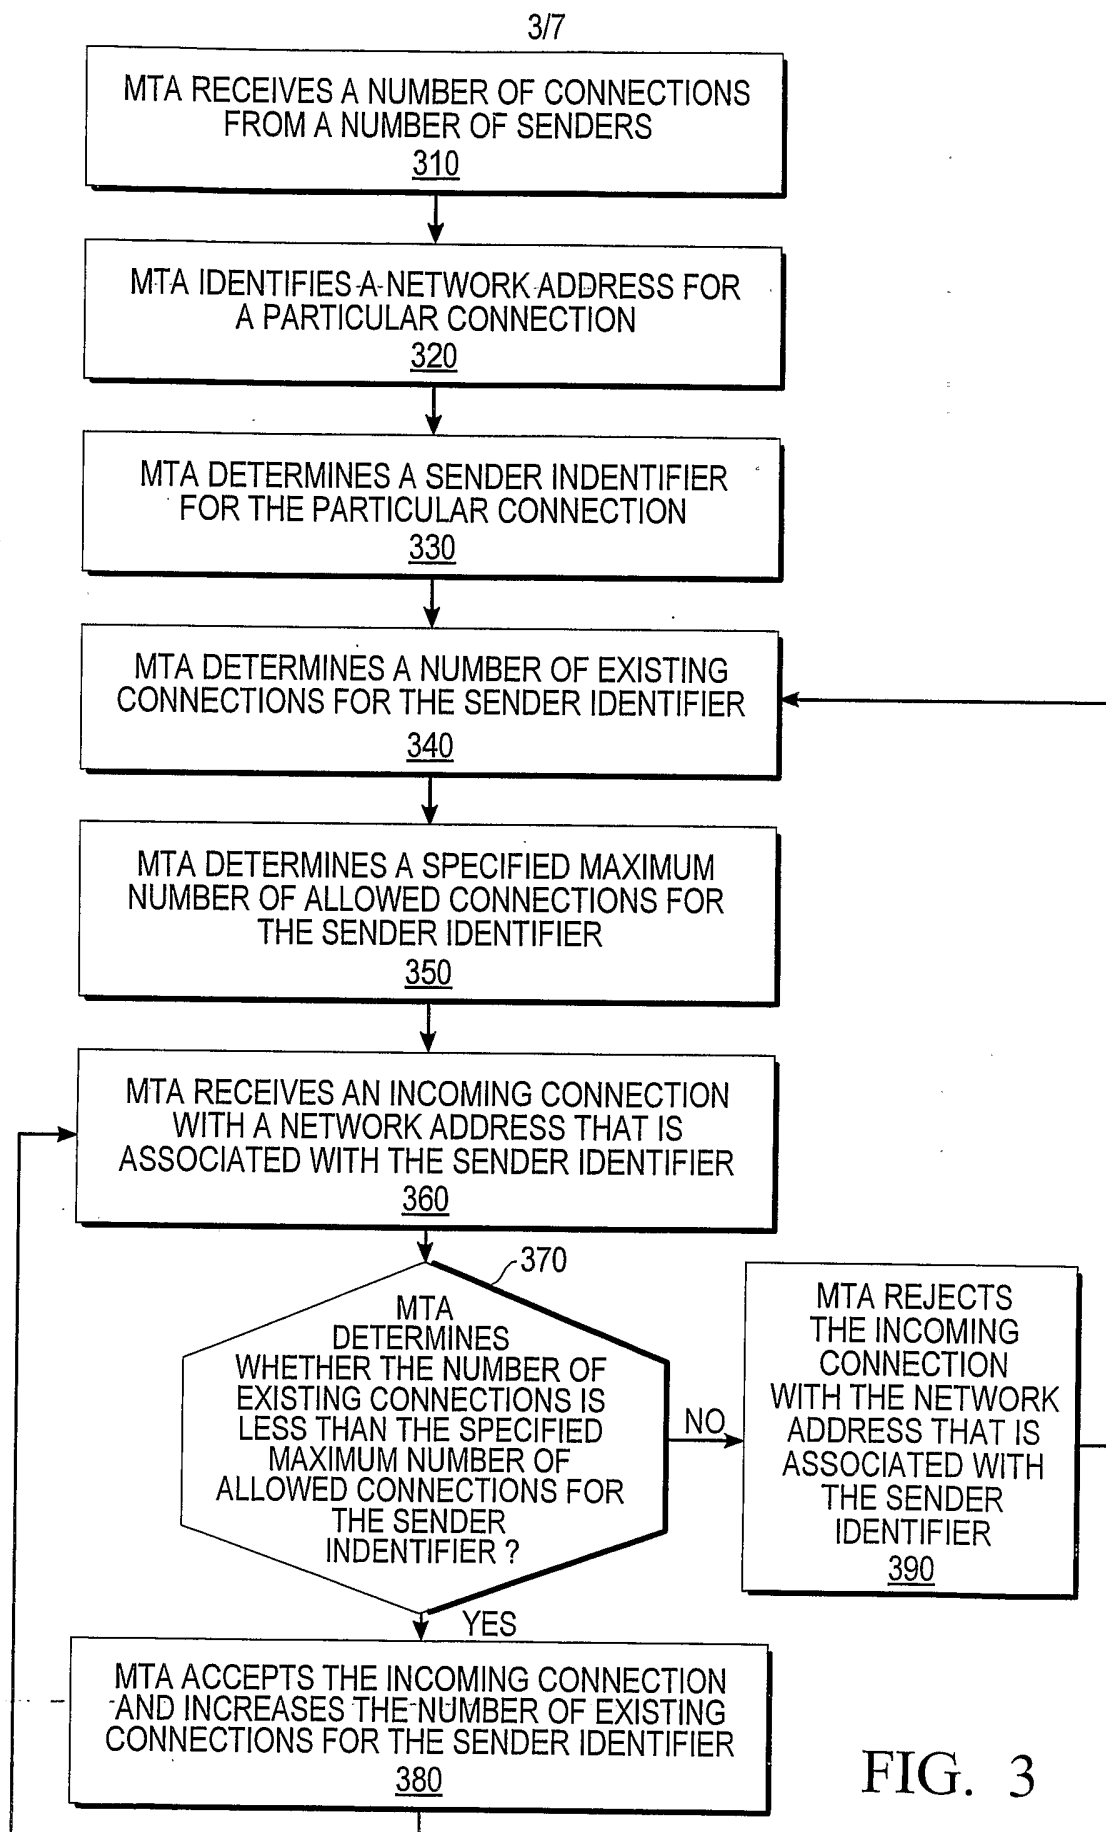 3/7
MTA RECEIVES A NUMBER OF CONNECTIONS
FROM A NUMBER OF SENDERS
310
MTA IDENTIFIES A NETWORK ADDRESS FOR
A PARTICULAR CONNECTION
320
MTA DETERMINES A SENDER INDENTIFIER
FOR THE PARTICULAR CONNECTION
330
MTA DETERMINES A NUMBER OF EXISTING
CONNECTIONS FOR THE SENDER IDENTIFIER
340
MTA DETERMINES A SPECIFIED MAXIMUM
NUMBER OF ALLOWED CONNECTIONS FOR
THE SENDER IDENTIFIER
350
MTA RECEIVES AN INCOMING CONNECTION
WITH A NETWORK ADDRESS THAT IS
ASSOCIATED WITH THE SENDER IDENTIFIER
360
370
MTA
DETERMINES
WHETHER THE NUMBER OF
EXISTING CONNECTIONS IS
LESS THAN THE SPECIFIED
MAXIMUM NUMBER OF
ALLOWED CONNECTIONS FOR
THE SENDER
INDENTIFIER ?
NO
MTA REJECTS
THE INCOMING
CONNECTION
WITH THE NETWORK
ADDRESS THAT IS
ASSOCIATED WITH
THE SENDER
IDENTIFIER
390
YES
MTA ACCEPTS THE INCOMING CONNECTION
AND INCREASES THE NUMBER OF EXISTING
CONNECTIONS FOR THE SENDER IDENTIFIER
380
FIG. 3